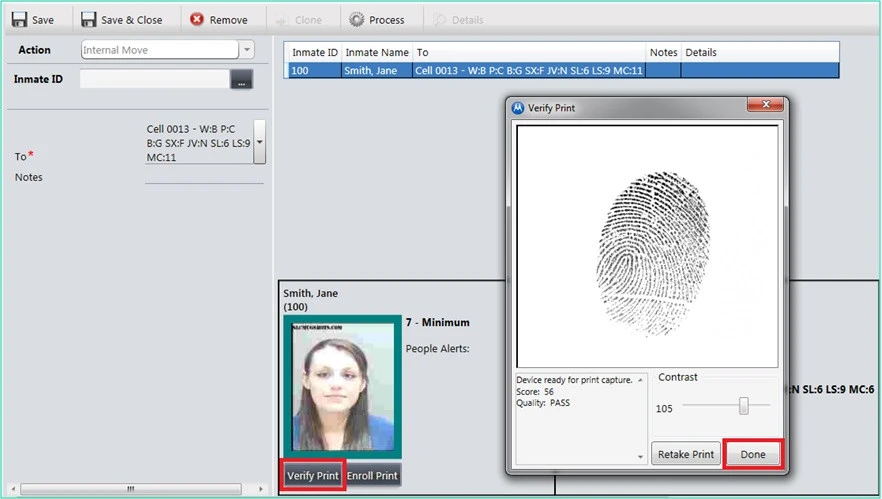 Save
Save & Close
Remove
Clone
Process
Details
Action
Internal Move
Inmate ID
...
To*
Cell 0013 - W:B P:C
B:G SX:F JV:N SL:6 LS:9
MC:11
Notes
Inmate ID Inmate Name To Notes Details
100 Smith, Jane Cell 0013 - W:B P:C B:G SX:F JV:N SL:6 LS:9 MC:11
Smith, Jane
(100)
7 - Minimum
People Alerts:
Verify Print
Enroll Print
Verify Print
Device ready for print capture.
Score: 56
Quality: PASS
Contrast
105
Retake Print
Done
:N SL:6 LS:9 MC:6